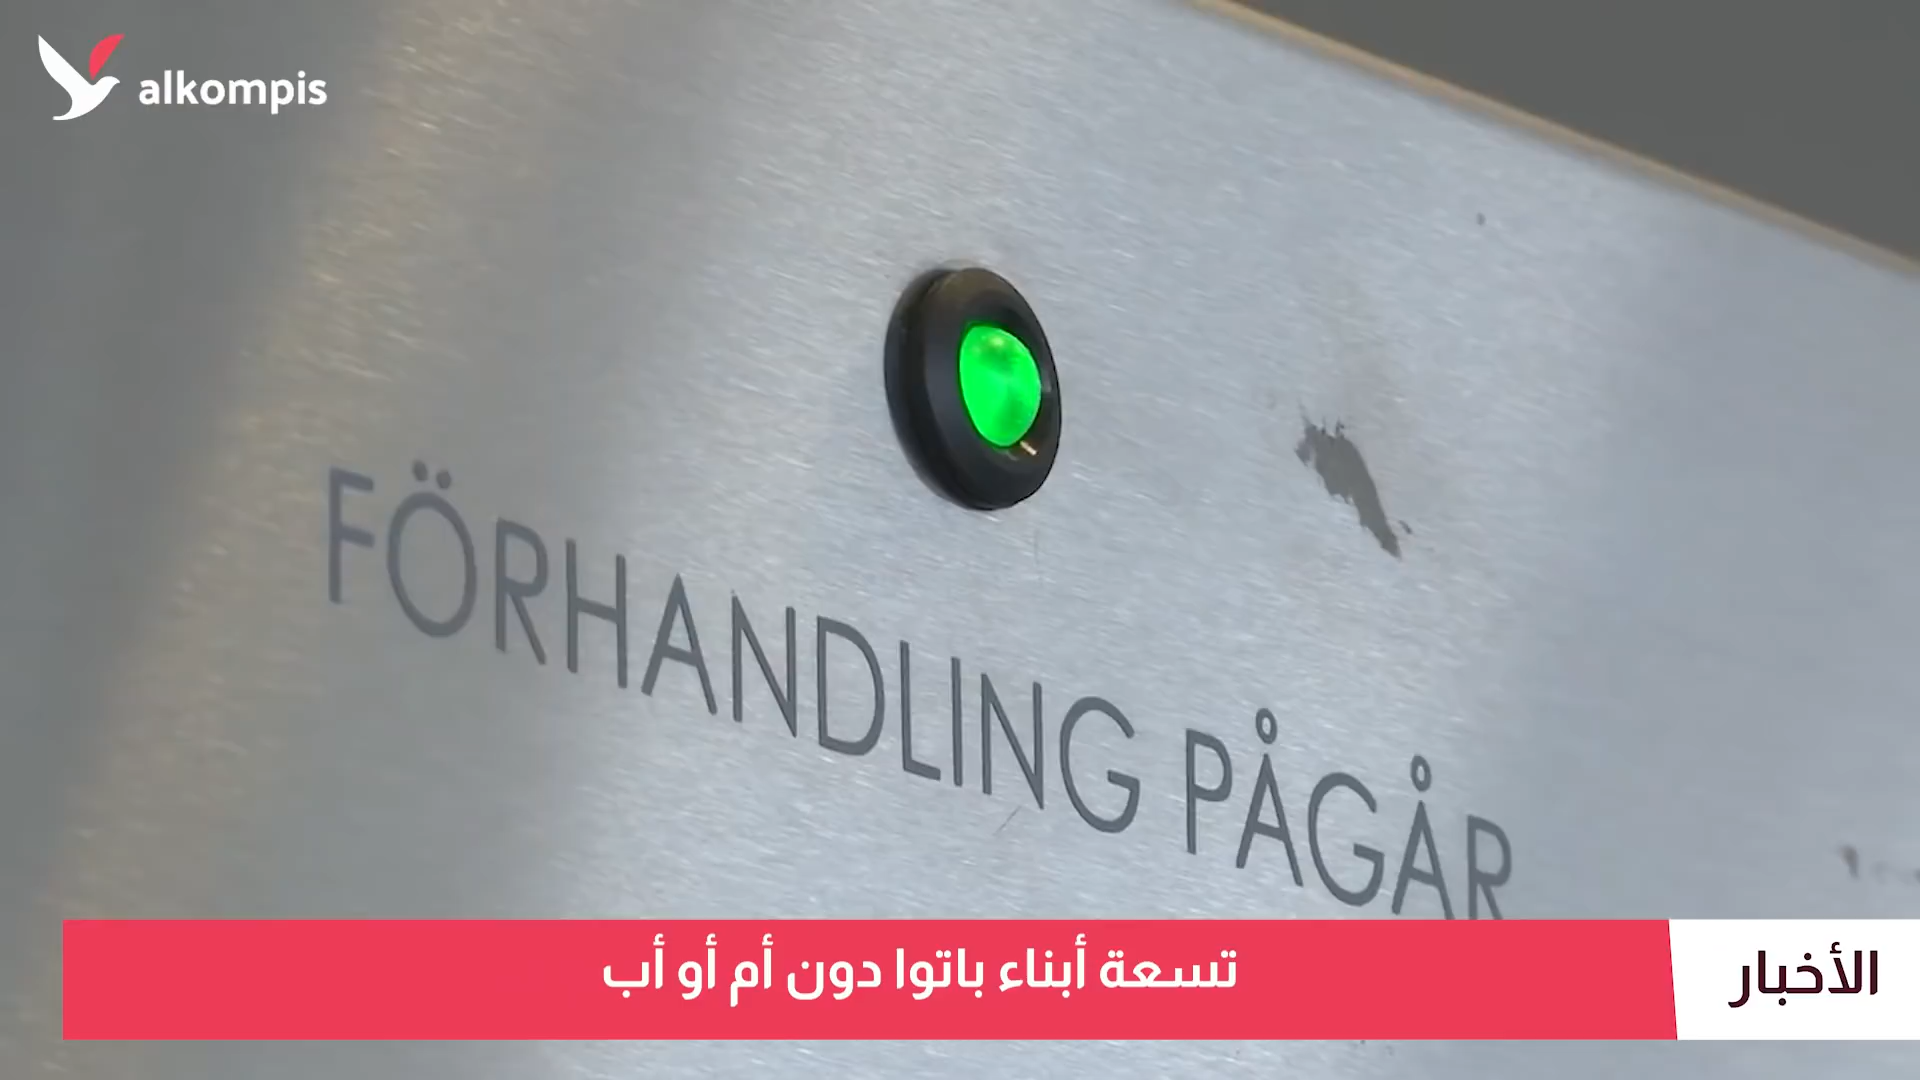 alkompis
FÖRHANDLING PÅGÅR
تسعة أبناء باتوا دون أم أو أب
الأخبار